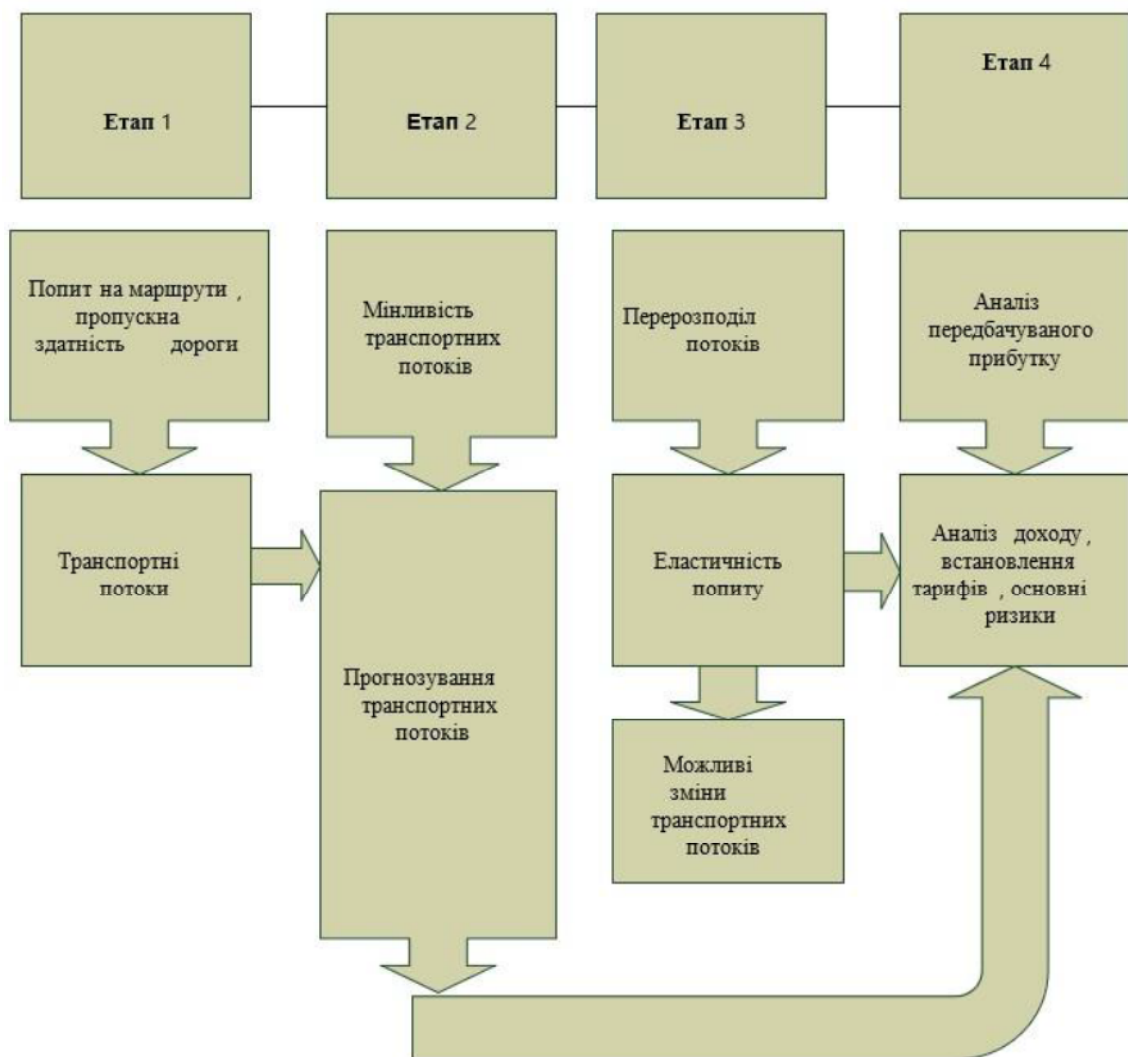 Етап 1
Етап 2
Етап 3
Етап 4
Попит на маршрути ,
пропускна
здатність дороги
Мінливість
транспортних
потоків
Перерозподіл
потоків
Аналіз
передбачуваного
прибутку
Транспортні
потоки
Прогнозування
транспортних
потоків
Еластичність
попиту
Аналіз доходу ,
встановлення
тарифів , основні
ризики
Можливі
зміни
транспортних
потоків